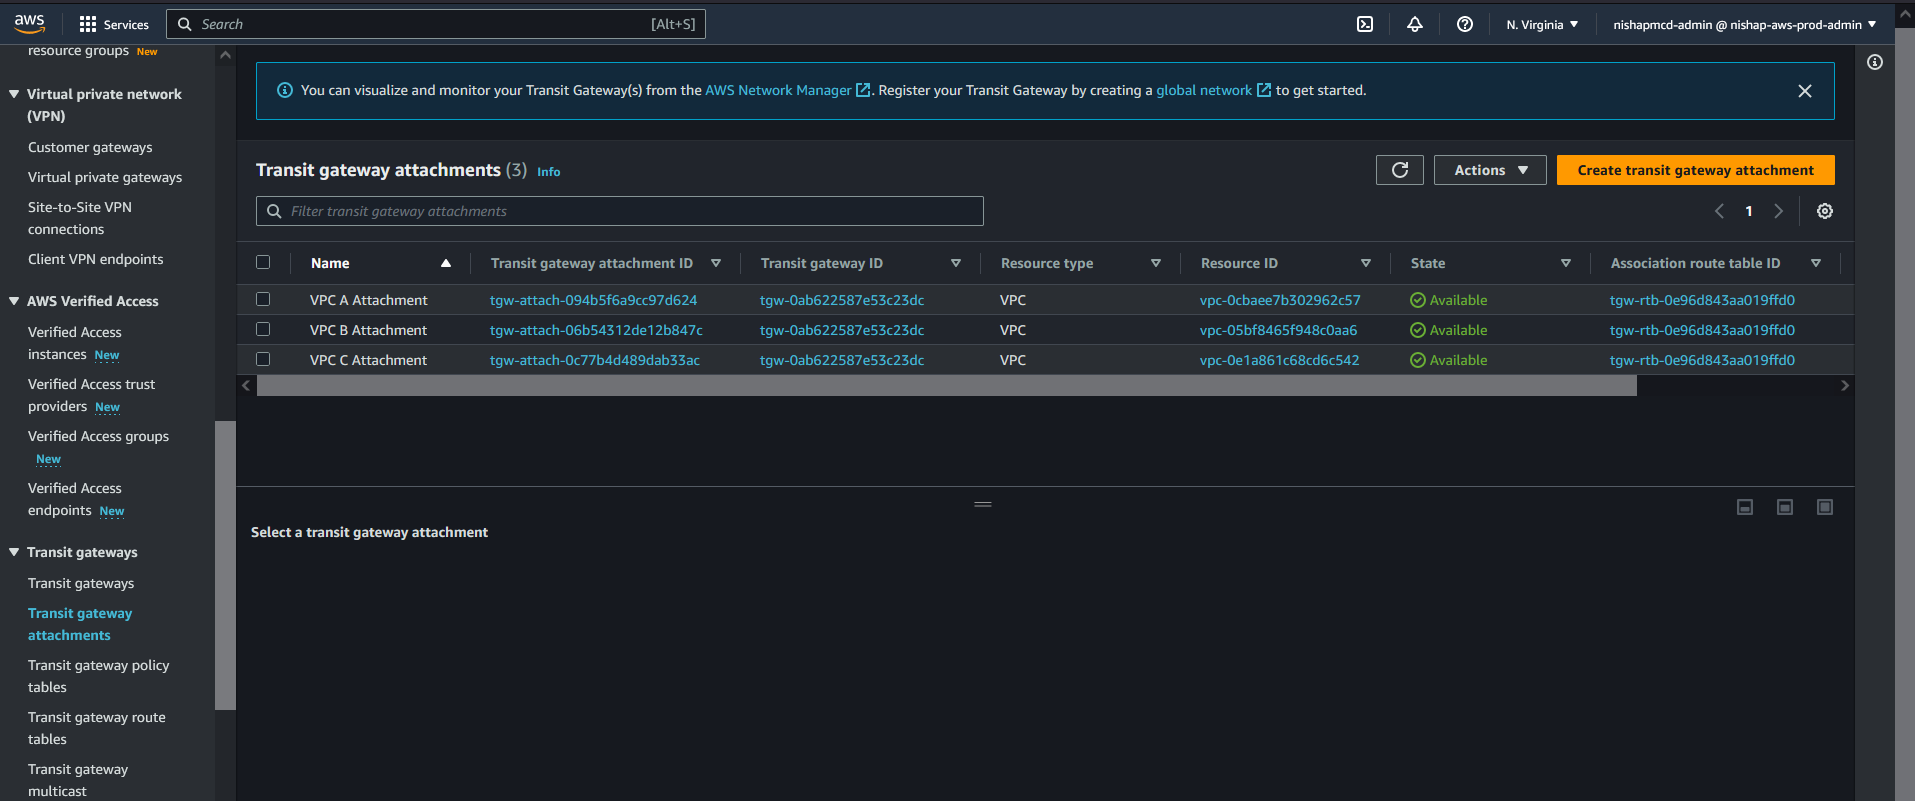 aws
Services
Search
[Alt+S]
N. Virginia
nishapmcd-admin @ nishap-aws-prod-admin
resource groups New
Virtual private network
(VPN)
Customer gateways
Virtual private gateways
Site-to-Site VPN
connections
Client VPN endpoints
AWS Verified Access
Verified Access
instances New
Verified Access trust
providers New
Verified Access groups
New
Verified Access
endpoints New
Transit gateways
Transit gateways
Transit gateway
attachments
Transit gateway policy
tables
Transit gateway route
tables
Transit gateway
multicast
You can visualize and monitor your Transit Gateway(s) from the AWS Network Manager. Register your Transit Gateway by creating a global network to get started.
Transit gateway attachments (3) Info
Actions
Create transit gateway attachment
Filter transit gateway attachments
1
Name Transit gateway attachment ID Transit gateway ID Resource type Resource ID State Association route table ID
VPC A Attachment tgw-attach-094b5f6a9cc97d624 tgw-0ab622587e53c23dc VPC vpc-0cbaee7b302962c57 Available tgw-rtb-0e96d843aa019ffd0
VPC B Attachment tgw-attach-06b54312de12b847c tgw-0ab622587e53c23dc VPC vpc-05bf8465f948c0aa6 Available tgw-rtb-0e96d843aa019ffd0
VPC C Attachment tgw-attach-0c77b4d489dab33ac tgw-0ab622587e53c23dc VPC vpc-0e1a861c68cd6c542 Available tgw-rtb-0e96d843aa019ffd0
Select a transit gateway attachment